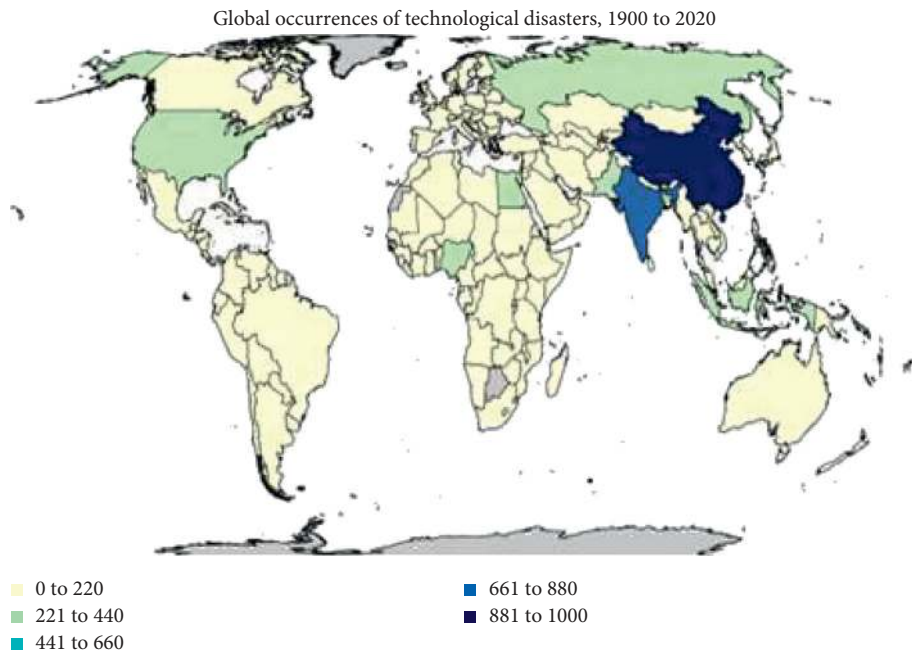 Global occurrences of technological disasters, 1900 to 2020
0 to 220
221 to 440
441 to 660
661 to 880
881 to 1000